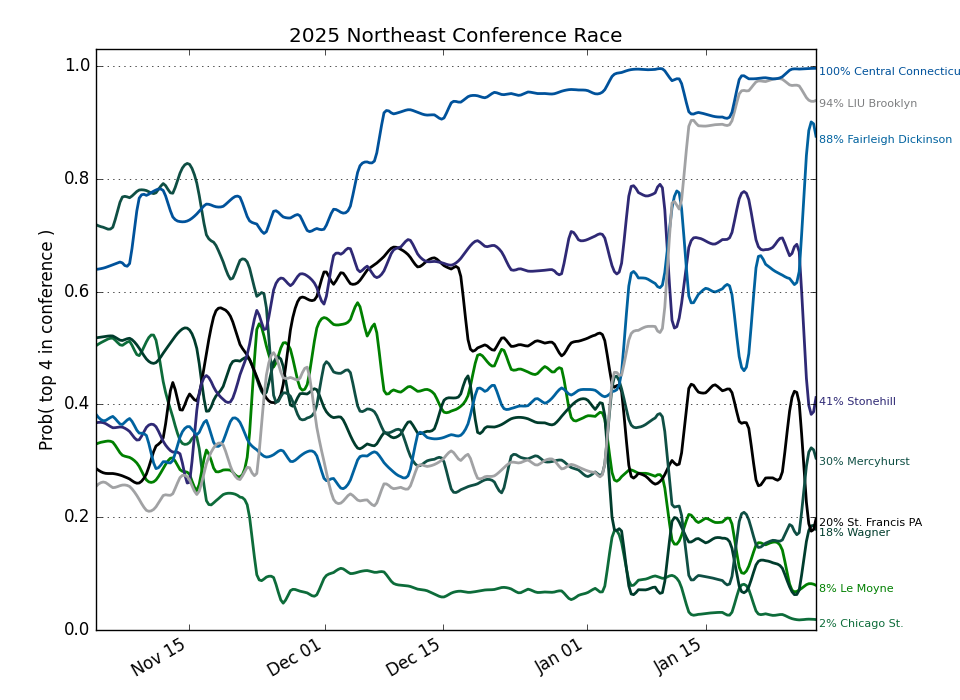 2025 Northeast Conference Race
Prob( top 4 in conference )
1.0
0.8
0.6
0.4
0.2
0.0
Nov 15
Dec 01
Dec 15
Jan 01
Jan 15
100% Central Connecticu
94% LIU Brooklyn
88% Fairleigh Dickinson
41% Stonehill
30% Mercyhurst
20% St. Francis PA
18% Wagner
8% Le Moyne
2% Chicago St.